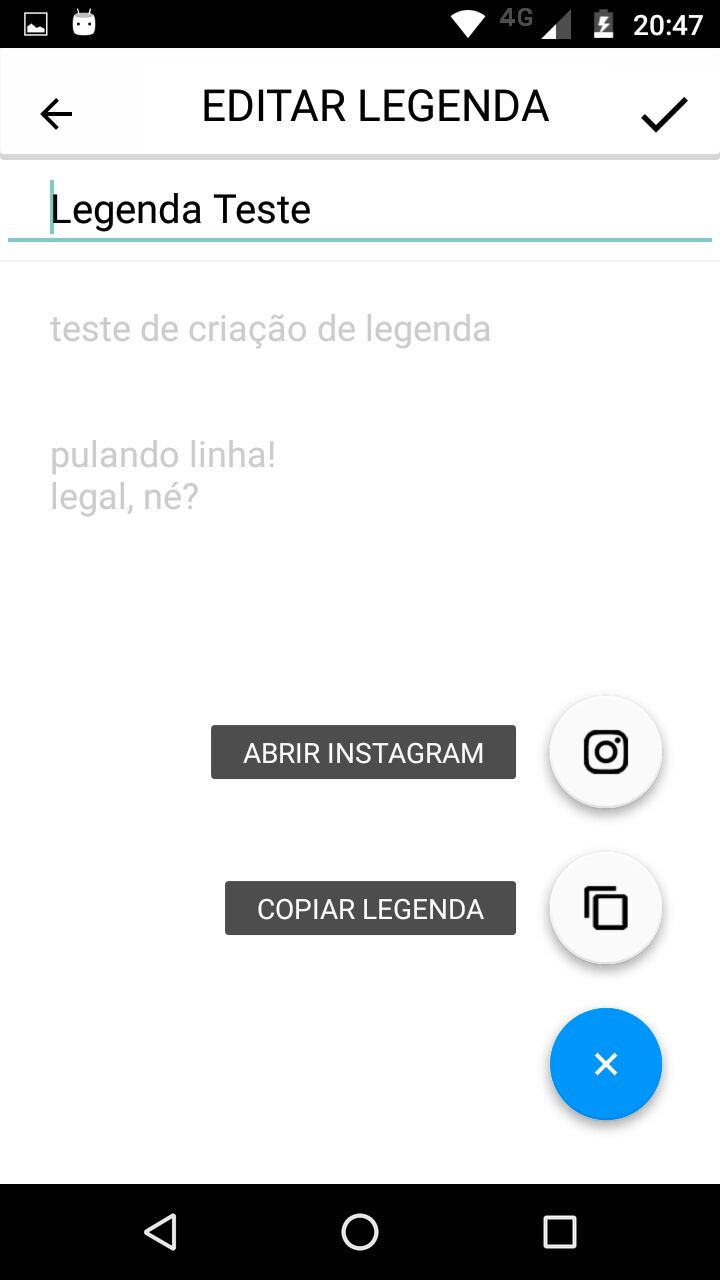 4G 20:47
EDITAR LEGENDA
Legenda Teste
teste de criação de legenda
pulando linha!
legal, né?
ABRIR INSTAGRAM
COPIAR LEGENDA